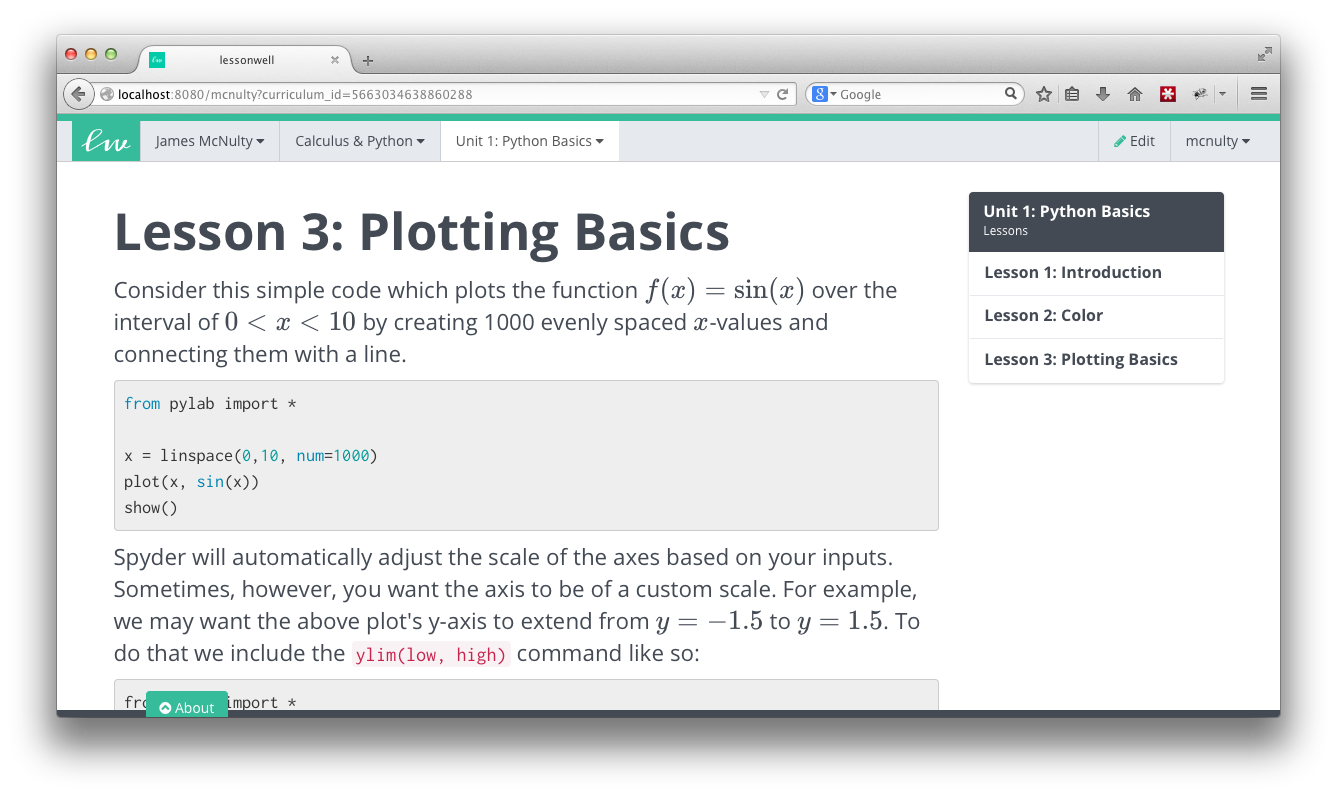 lessonwell
localhost:8080/mcnulty?curriculum_id=5663034638860288
Google
lw James McNulty Calculus & Python Unit 1: Python Basics Edit mcnulty
Lesson 3: Plotting Basics
Consider this simple code which plots the function f(x) = sin(x) over the
interval of 0 < x < 10 by creating 1000 evenly spaced x-values and
connecting them with a line.
from pylab import *
x = linspace(0,10, num=1000)
plot(x, sin(x))
show()
Spyder will automatically adjust the scale of the axes based on your inputs.
Sometimes, however, you want the axis to be of a custom scale. For example,
we may want the above plot's y-axis to extend from y = −1.5 to y = 1.5. To
do that we include the ylim(low, high) command like so:
import *
About
Unit 1: Python Basics
Lessons
Lesson 1: Introduction
Lesson 2: Color
Lesson 3: Plotting Basics